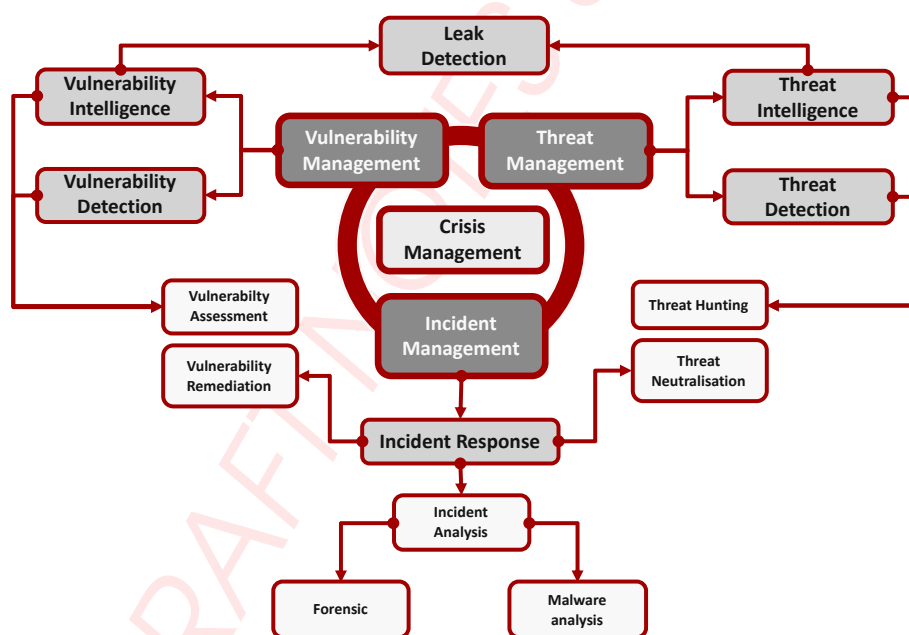 Leak
Detection
Vulnerability
Intelligence
Threat
Intelligence
Vulnerability
Management
Threat
Management
Vulnerability
Detection
Threat
Detection
Crisis
Management
Vulnerabilty
Assessment
Threat Hunting
Incident
Management
Vulnerability
Remediation
Threat
Neutralisation
Incident Response
Incident
Analysis
Forensic
Malware
analysis